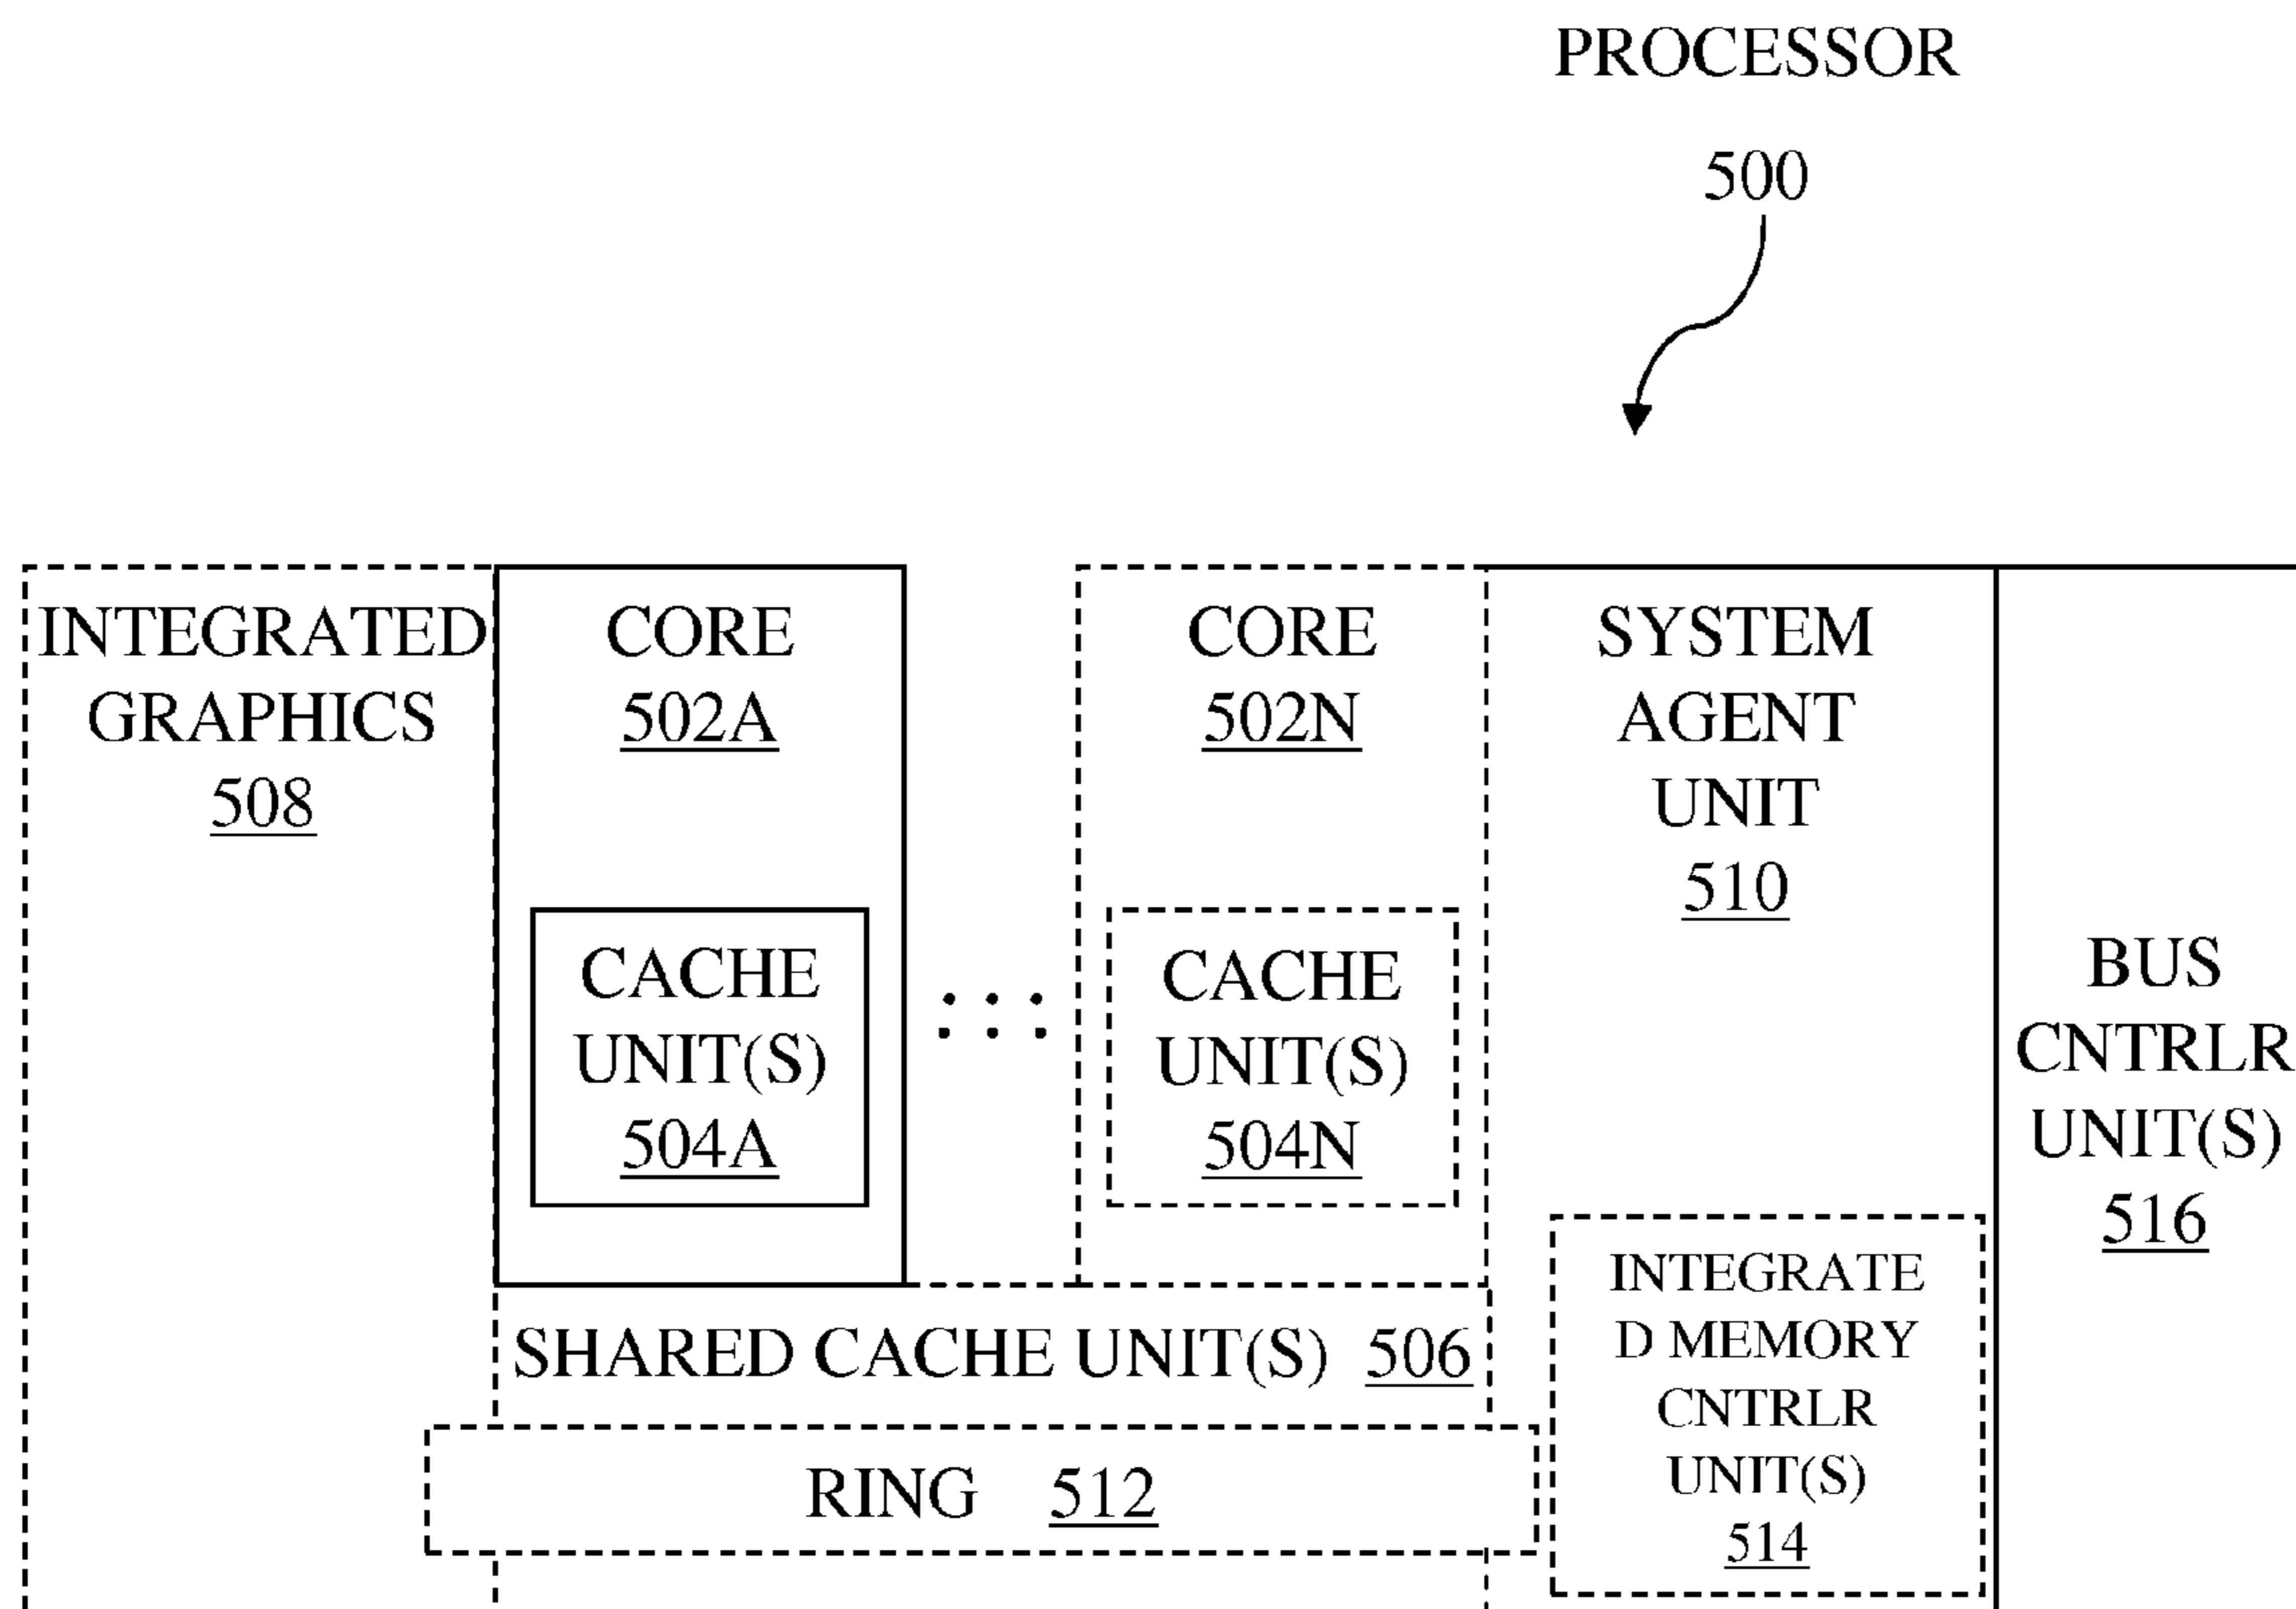 PROCESSOR
500
INTEGRATED
GRAPHICS
508
CORE
502A
CACHE
UNIT(S)
504A
CORE
502N
CACHE
UNIT(S)
504N
SYSTEM
AGENT
UNIT
510
BUS
CNTRLR
UNIT(S)
516
SHARED CACHE UNIT(S) 506
RING 512
INTEGRATE
D MEMORY
CNTRLR
UNIT(S)
514